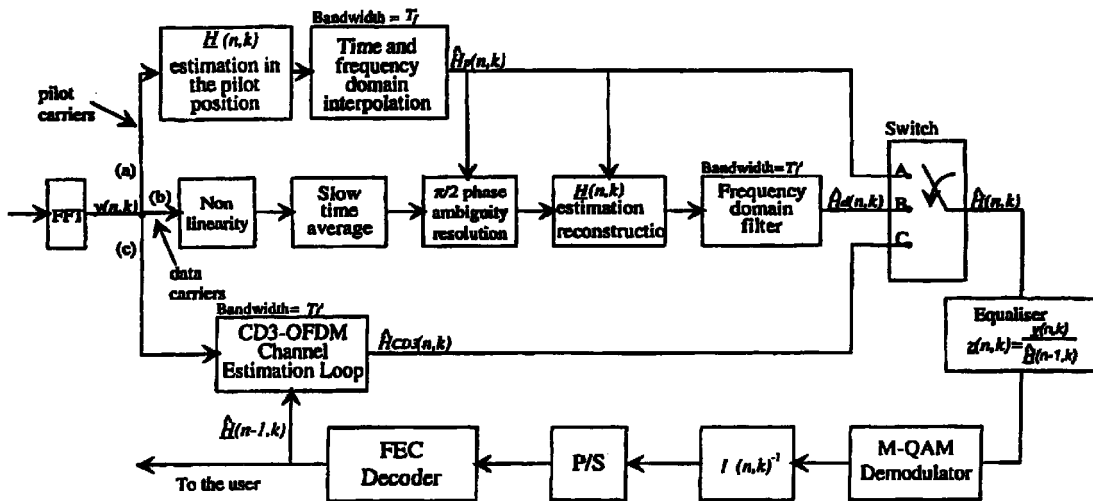 Bandwidth = Tf
H (n,k)
estimation in
the pilot
position
Time and
frequency
domain
interpolation
Ĥp(n,k)
pilot
carriers
Switch
(a)
A
FFT
y(n,k)
(b)
Non
linearity
Slow
time
average
π/2 phase
ambiguity
resolution
H(n,k)
estimation
reconstructio
Bandwidth= Tf'
Frequency
domain
filter
Ĥd(n,k)
B
Ĥ(n,k)
(c)
C
data
carriers
Bandwidth= Tf'
CD3-OFDM
Channel
Estimation Loop
ĤCD3(n,k)
Equaliser
z(n,k)= y(n,k)
Ĥ(n-1,k)
Ĥ(n-1,k)
FEC
Decoder
P/S
I (n,k)⁻¹
M-QAM
Demodulator
To the user